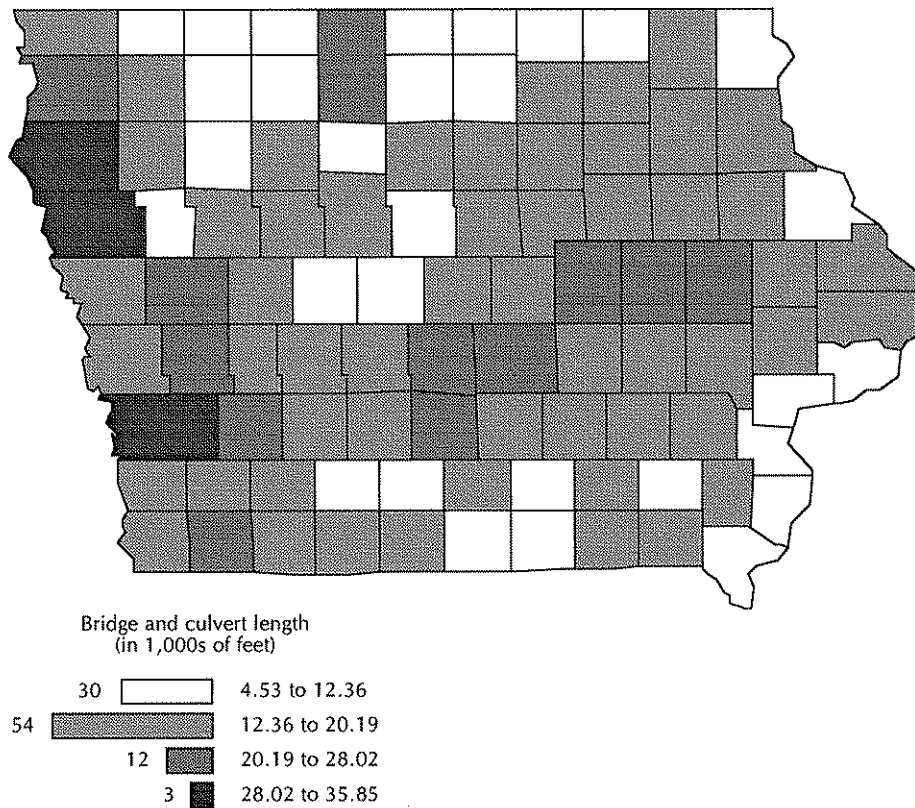 Bridge and culvert length
(in 1,000s of feet)
30 4.53 to 12.36
54 12.36 to 20.19
12 20.19 to 28.02
3 28.02 to 35.85